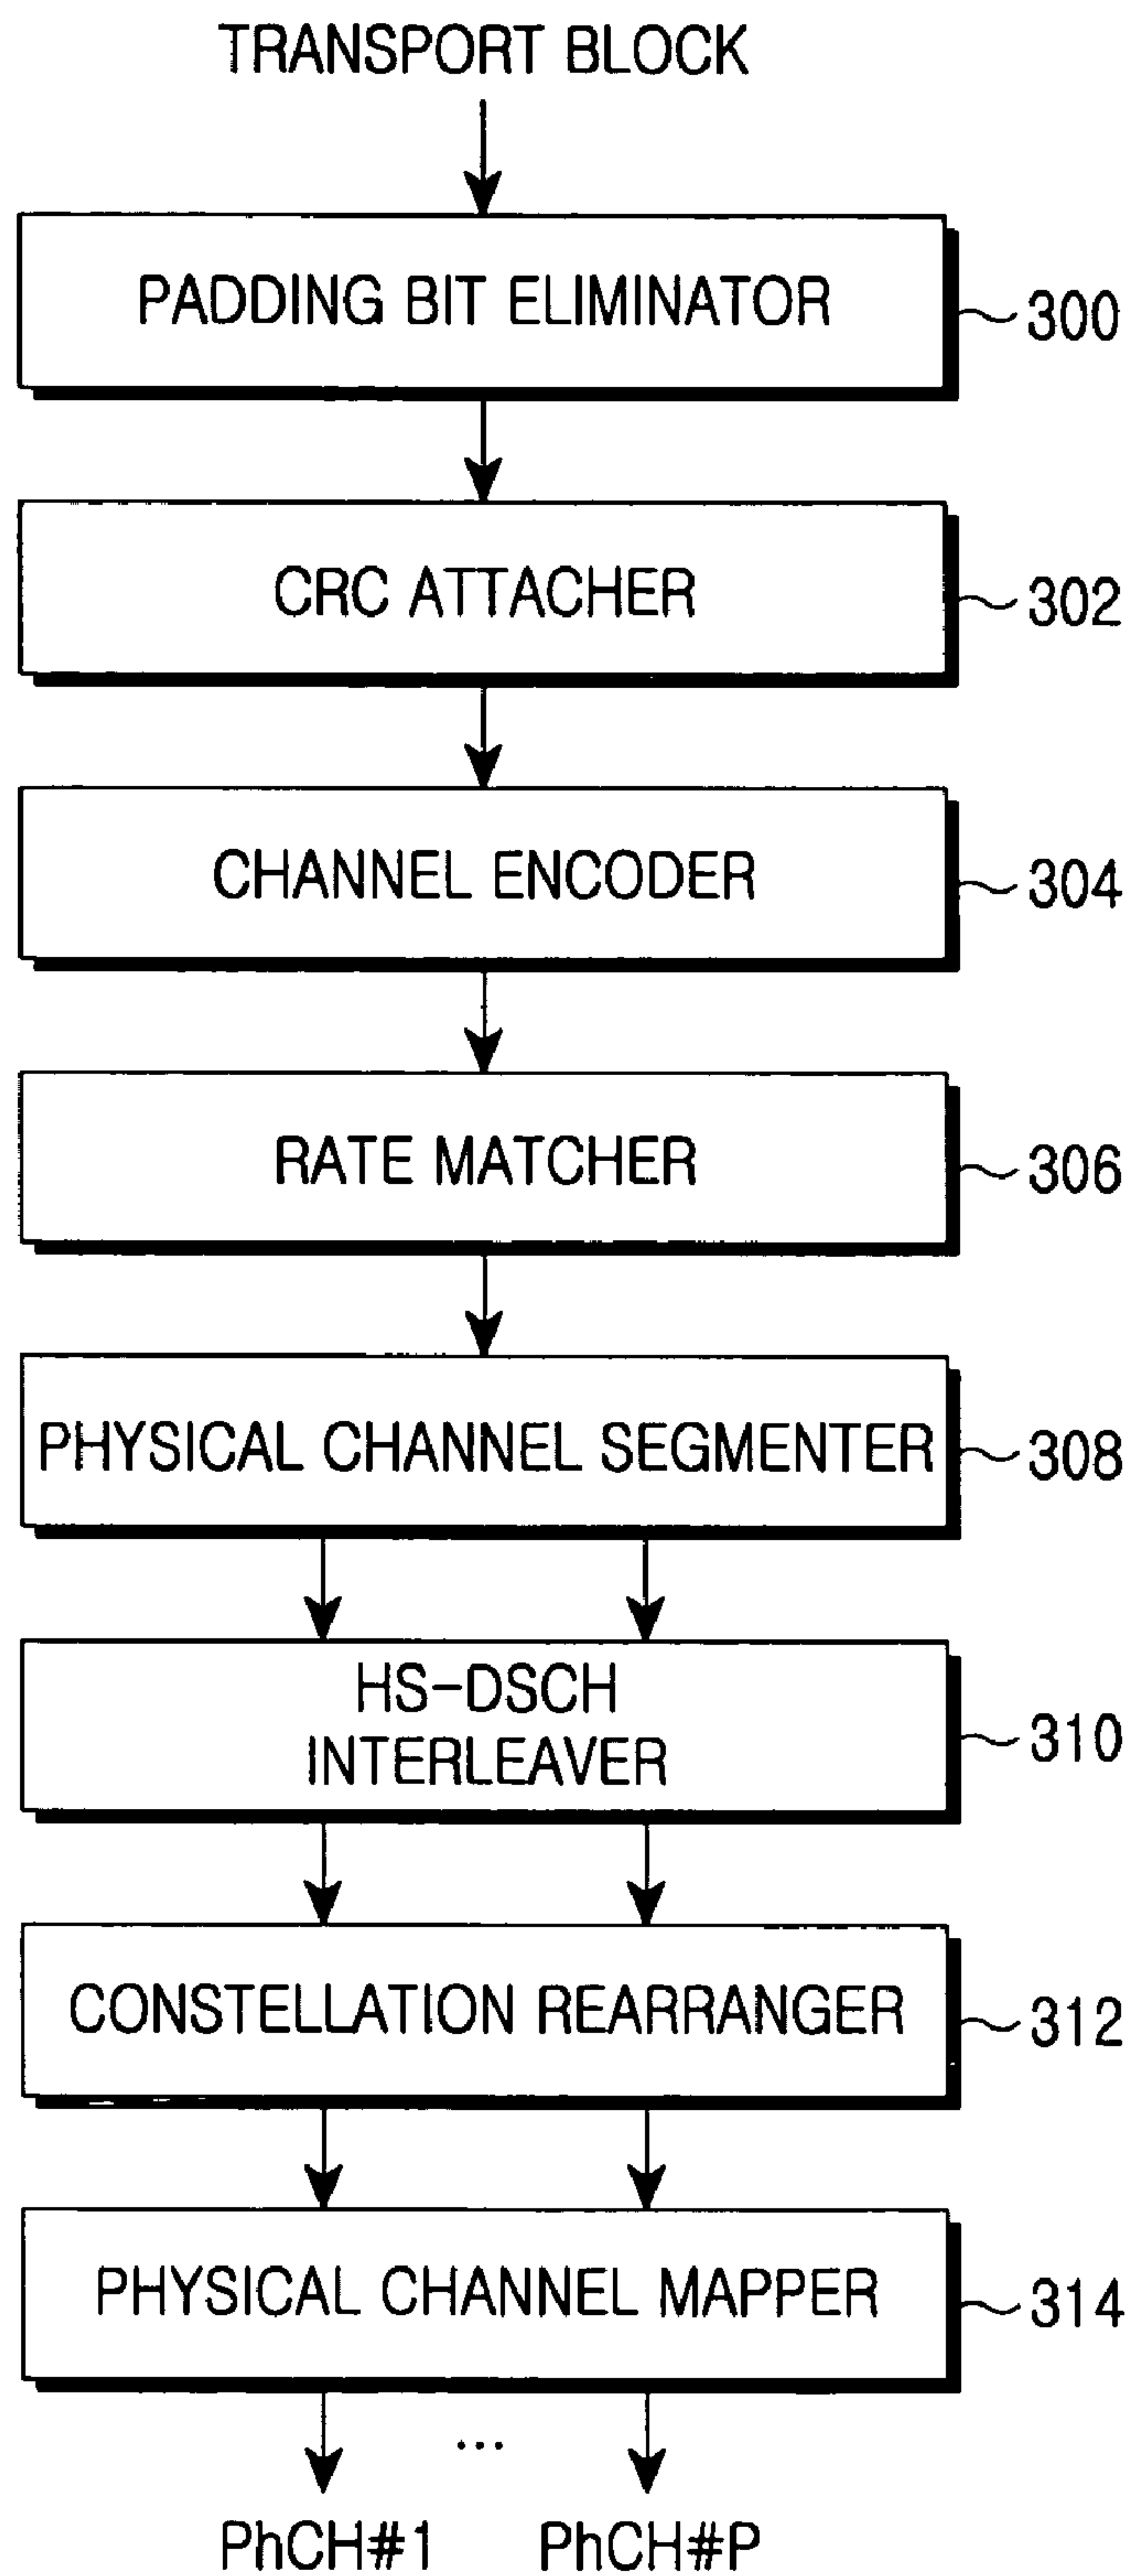 TRANSPORT BLOCK
PADDING BIT ELIMINATOR
300
CRC ATTACHER
302
CHANNEL ENCODER
304
RATE MATCHER
306
PHYSICAL CHANNEL SEGMENTER
308
HS-DSCH
INTERLEAVER
310
CONSTELLATION REARRANGER
312
PHYSICAL CHANNEL MAPPER
314
...
PhCH#1 PhCH#P